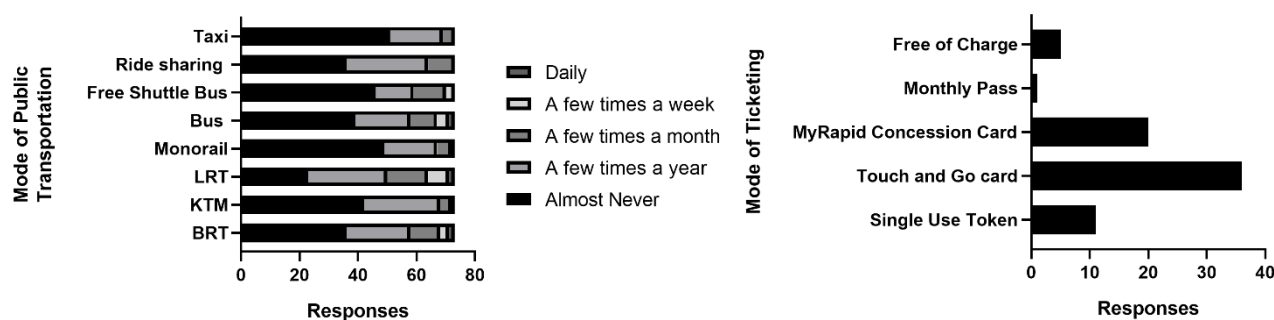 Mode of Public
Transportation
Taxi
Ride sharing
Free Shuttle Bus
Bus
Monorail
LRT
KTM
BRT
0 20 40 60 80
Responses
Daily
A few times a week
A few times a month
A few times a year
Almost Never
Mode of Ticketing
Free of Charge
Monthly Pass
MyRapid Concession Card
Touch and Go card
Single Use Token
0 10 20 30 40
Responses